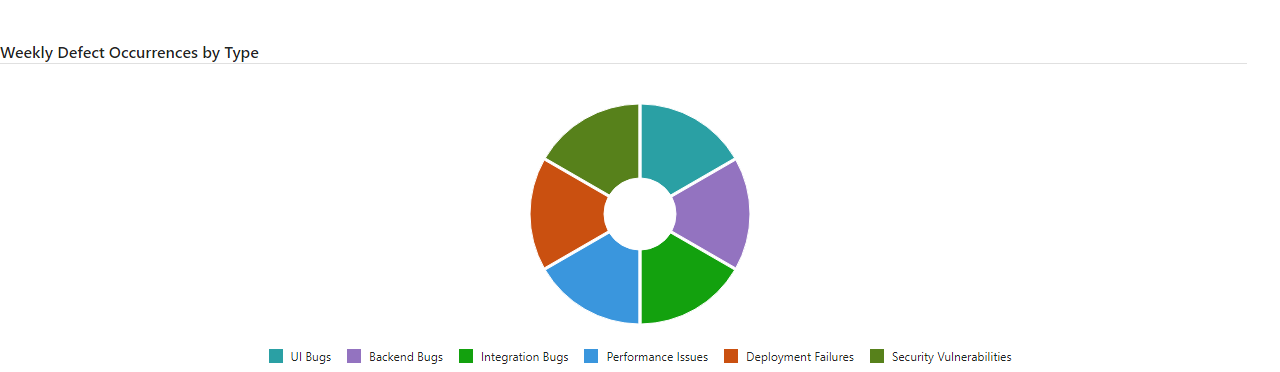 Weekly Defect Occurrences by Type
UI Bugs Backend Bugs Integration Bugs Performance Issues Deployment Failures Security Vulnerabilities